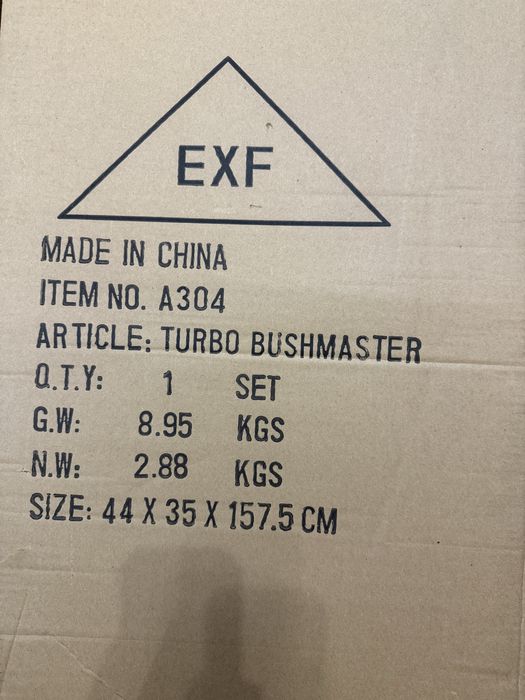 EXF
MADE IN CHINA
ITEM NO. A304
ARTICLE: TURBO BUSHMASTER
Q.T.Y: 1 SET
G.W: 8.95 KGS
N.W: 2.88 KGS
SIZE: 44 X 35 X 157.5 CM